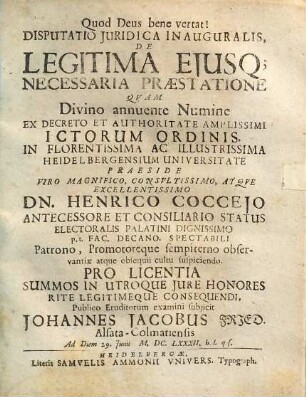 Quod Deus bene vertat!
DISPUTATIO JURIDICA INAUGURALIS,
DE
LEGITIMA EJUSQ;
NECESSARIA PRÆSTATIONE
QVAM
Divino annuente Numine
EX DECRETO ET AUTHORITATE AMPLISSIMI
ICTORUM ORDINIS.
IN FLORENTISSIMA AC ILLUSTRISSIMA
HEIDELBERGENSIUM UNIVERSITATE
PRÆSIDE
VIRO MAGNIFICO, CONSVLTISSIMO, ATQVE
EXCELLENTISSIMO
DN. HENRICO COCCEJO
ANTECESSORE ET CONSILIARIO STATUS
ELECTORALIS PALATINI DIGNISSIMO
p.t. FAC. DECANO. SPECTABILI
Patrono, Promotoreque sempiterno obser-
vantiæ atque obsequii cultu suspiciendo.
PRO LICENTIA
SUMMOS IN UTROQUE JURE HONORES
RITE LEGITIMEQUE CONSEQUENDI,
Publico Eruditorum examini subjicit
JOHANNES JACOBUS FRIED.
Alsata-Colmariensis
Ad Diem 29. Junii M. DC. LXXXII. h. l. q s.
HEIDELBERGÆ,
Literis SAMUELIS AMMONII UNIVERS. Typograph.